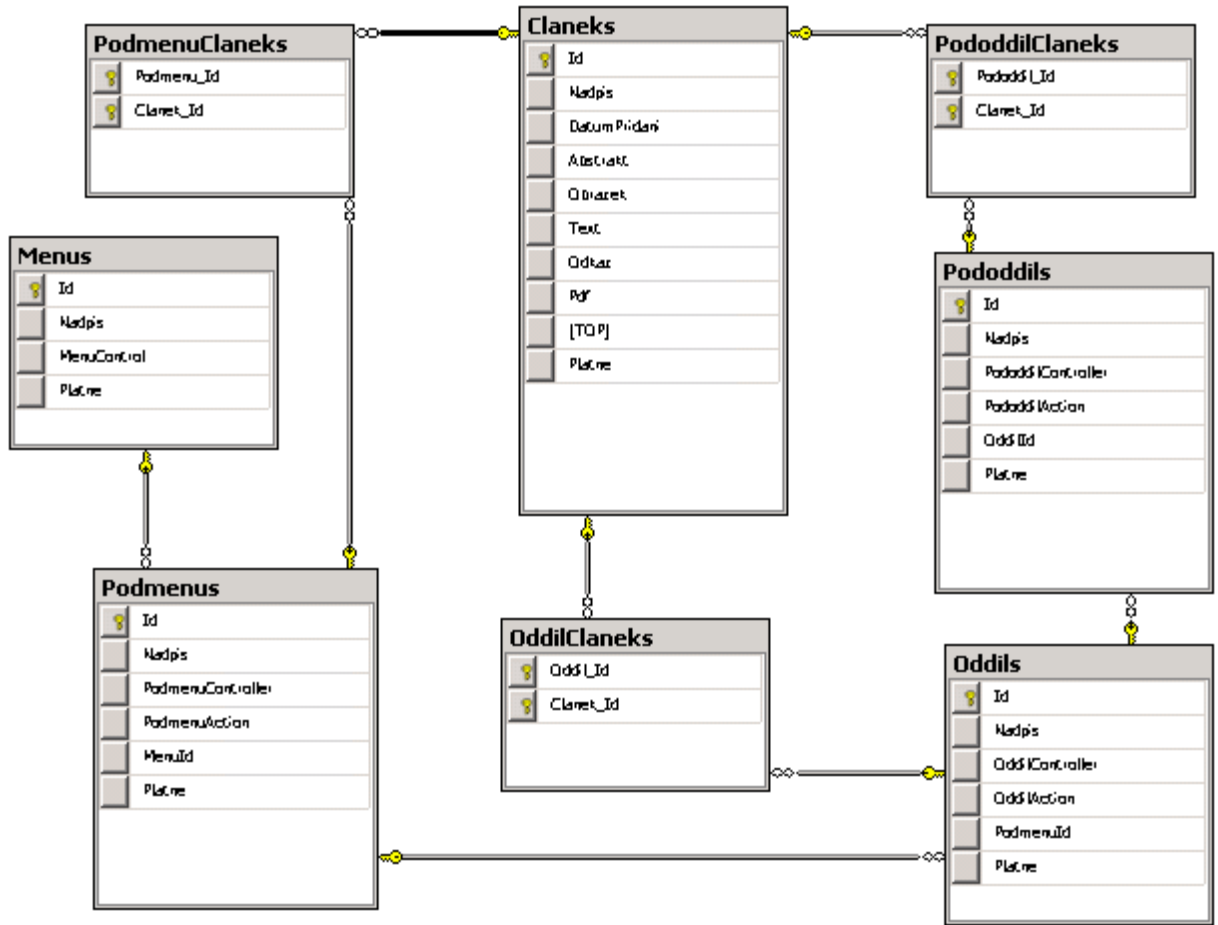 PodmenuClaneks
Podmenu_Id
Clanek_Id
Claneks
Id
Nadpis
DatumPridani
Abstrakt
Obrazek
Text
Odkaz
Pdf
[TOP]
Platne
PododdilClaneks
Pododdil_Id
Clanek_Id
Menus
Id
Nadpis
MenuControl
Platne
Pododdils
Id
Nadpis
PododdilController
PododdilAction
OddilId
Platne
Podmenus
Id
Nadpis
PodmenuController
PodmenuAction
MenuId
Platne
OddilClaneks
Oddil_Id
Clanek_Id
Oddils
Id
Nadpis
OddilController
OddilAction
PodmenuId
Platne